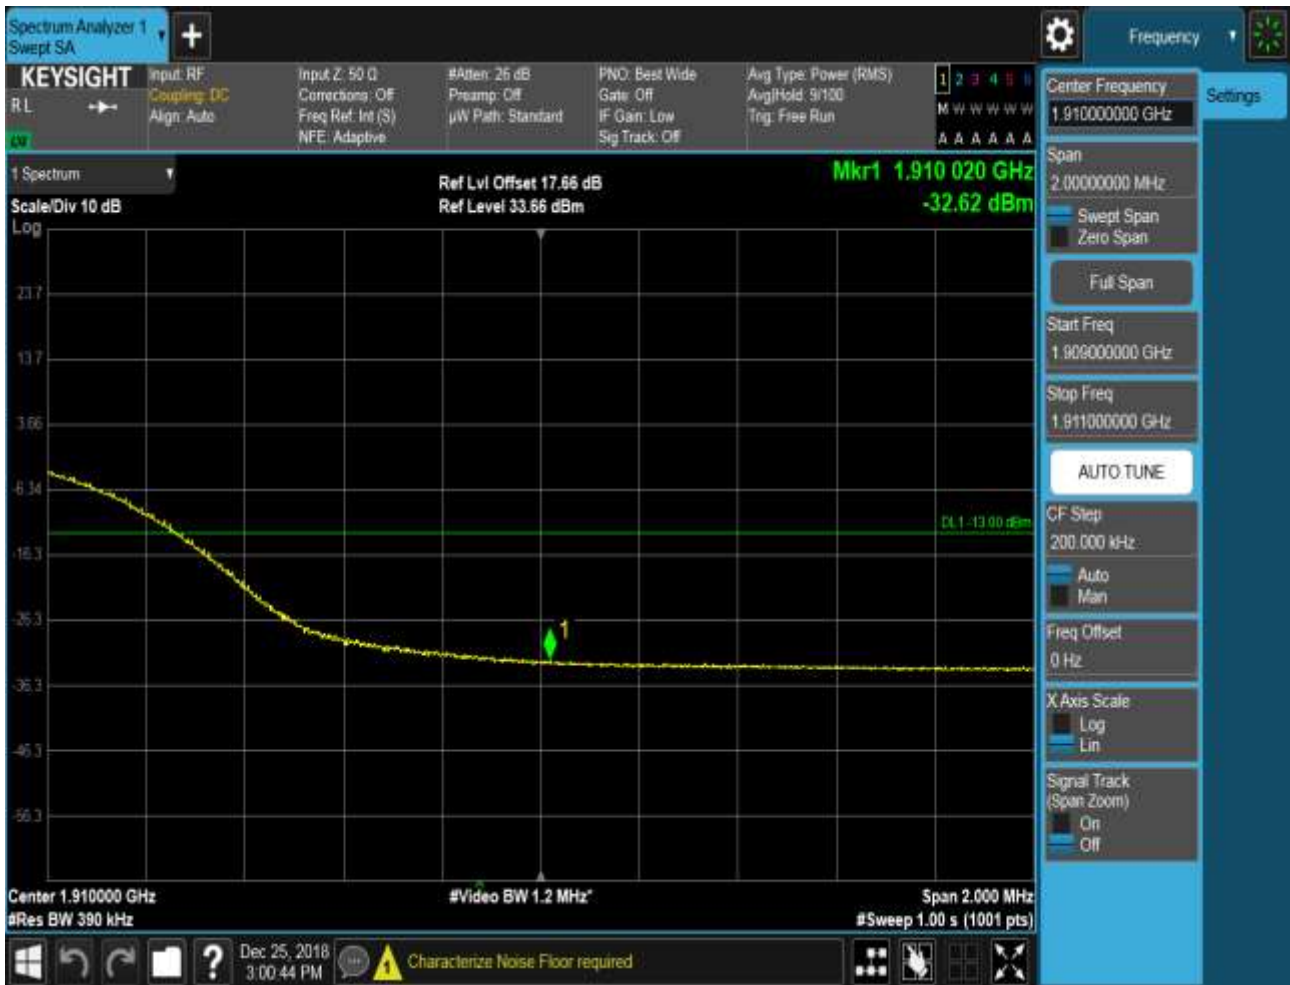 Spectrum Analyzer 1
Swept SA
+
Frequency
KEYSIGHT
RL
Input: RF
Coupling: DC
Align: Auto
Input Z: 50 Ω
Corrections: Off
Freq Ref: Int (S)
NFE: Adaptive
#Atten: 26 dB
Preamp: Off
µW Path: Standard
PNO: Best Wide
Gate: Off
IF Gain: Low
Sig Track: Off
Avg Type: Power (RMS)
Avg|Hold: 9/100
Trig: Free Run
1 2 3 4 5 6
M W W W W W
A A A A A A
1 Spectrum
Scale/Div 10 dB
Log
Ref Lvl Offset 17.66 dB
Ref Level 33.66 dBm
Mkr1 1.910 020 GHz
-32.62 dBm
23.7
13.7
3.66
-6.34
DL1 -13.00 dBm
-16.3
-26.3
1
-36.3
-46.3
-56.3
Center 1.910000 GHz
#Res BW 390 kHz
#Video BW 1.2 MHz*
Span 2.000 MHz
#Sweep 1.00 s (1001 pts)
Dec 25, 2018
3:00:44 PM
?
1
Characterize Noise Floor required
Settings
Center Frequency
1.910000000 GHz
Span
2.00000000 MHz
Swept Span
Zero Span
Full Span
Start Freq
1.909000000 GHz
Stop Freq
1.911000000 GHz
AUTO TUNE
CF Step
200.000 kHz
Auto
Man
Freq Offset
0 Hz
X Axis Scale
Log
Lin
Signal Track
(Span Zoom)
On
Off